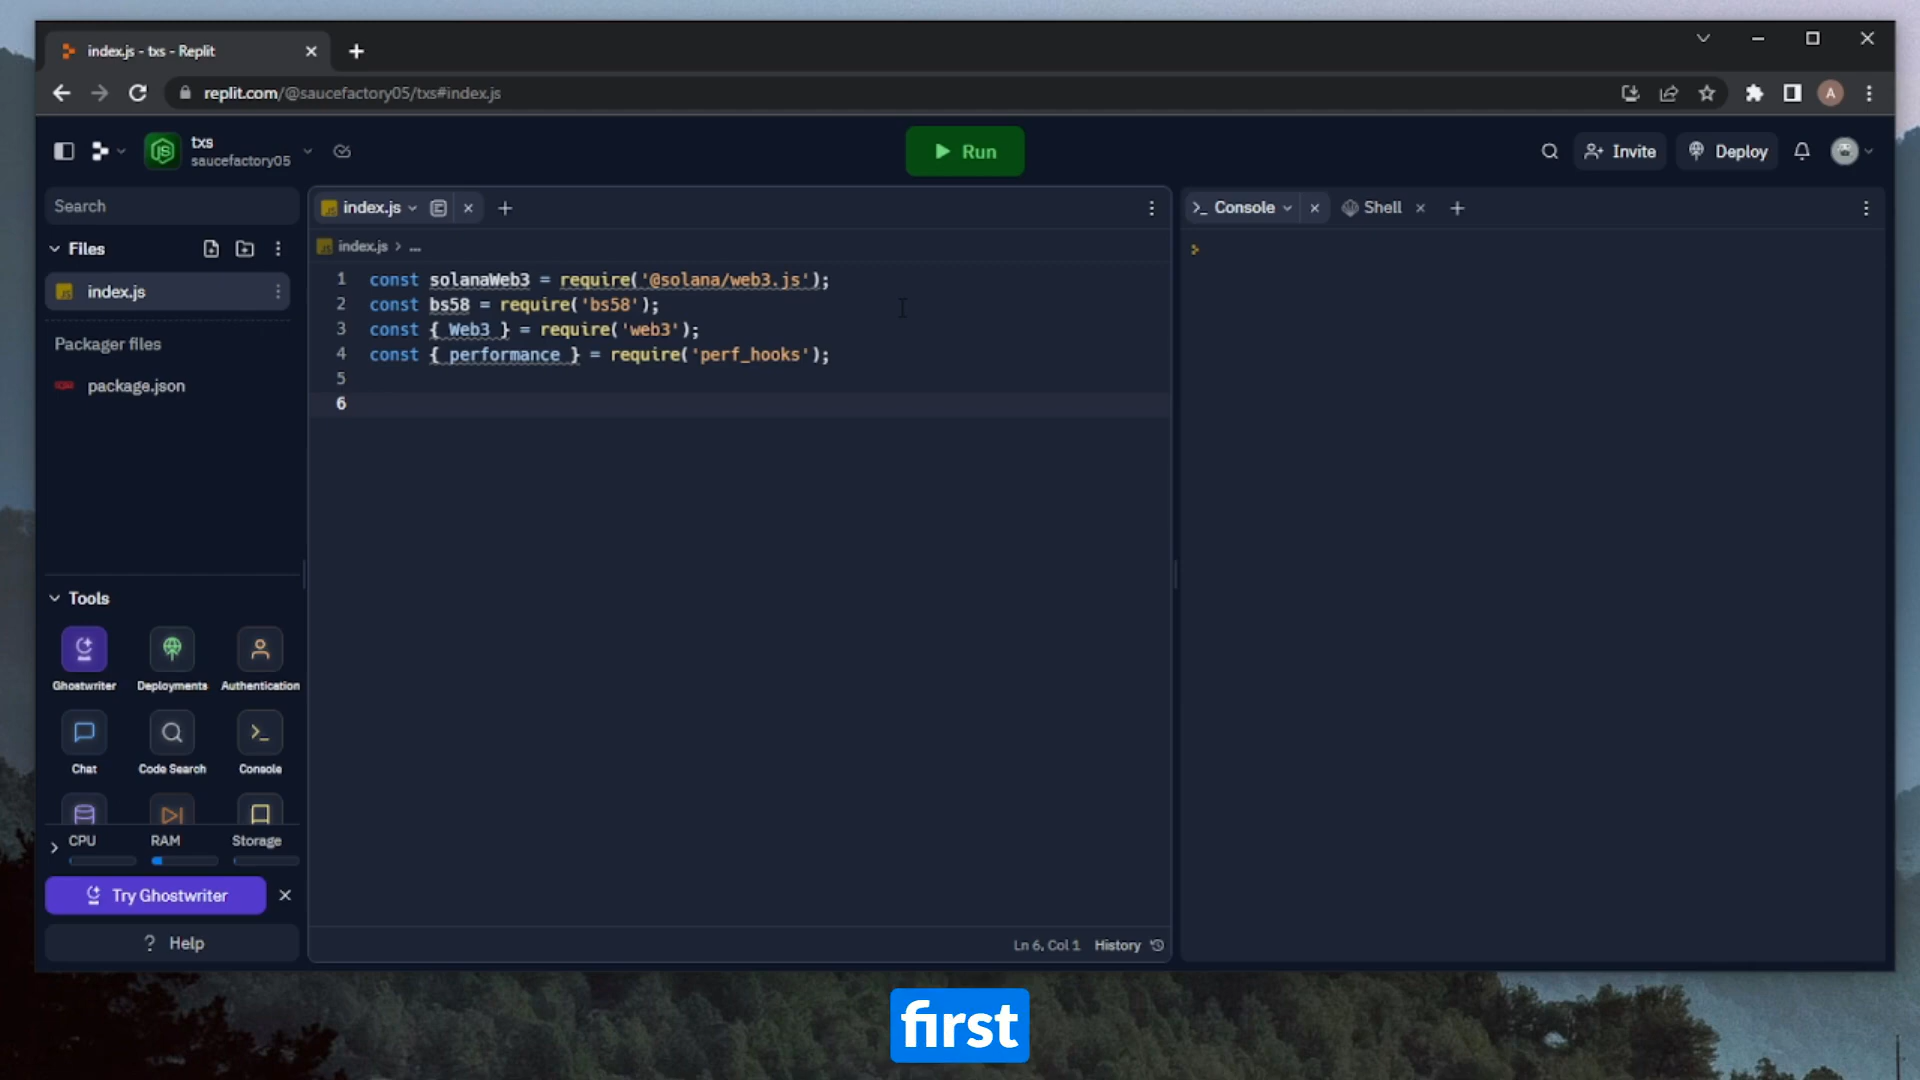 index.js - txs - Replit
replit.com/@saucefactory05/txs#index.js
A
JS
txs
saucefactory05
Run
Invite
Deploy
Search
Files
index.js
Packager files
package.json
Tools
Ghostwriter
Deployments
Authentication
Chat
Code Search
Console
CPU
RAM
Storage
Try Ghostwriter
? Help
index.js
index.js > ...
1 const solanaWeb3 = require('@solana/web3.js');
2 const bs58 = require('bs58');
3 const { Web3 } = require('web3');
4 const { performance } = require('perf_hooks');
5
6
Ln 6, Col 1 History
>_ Console
Shell
first